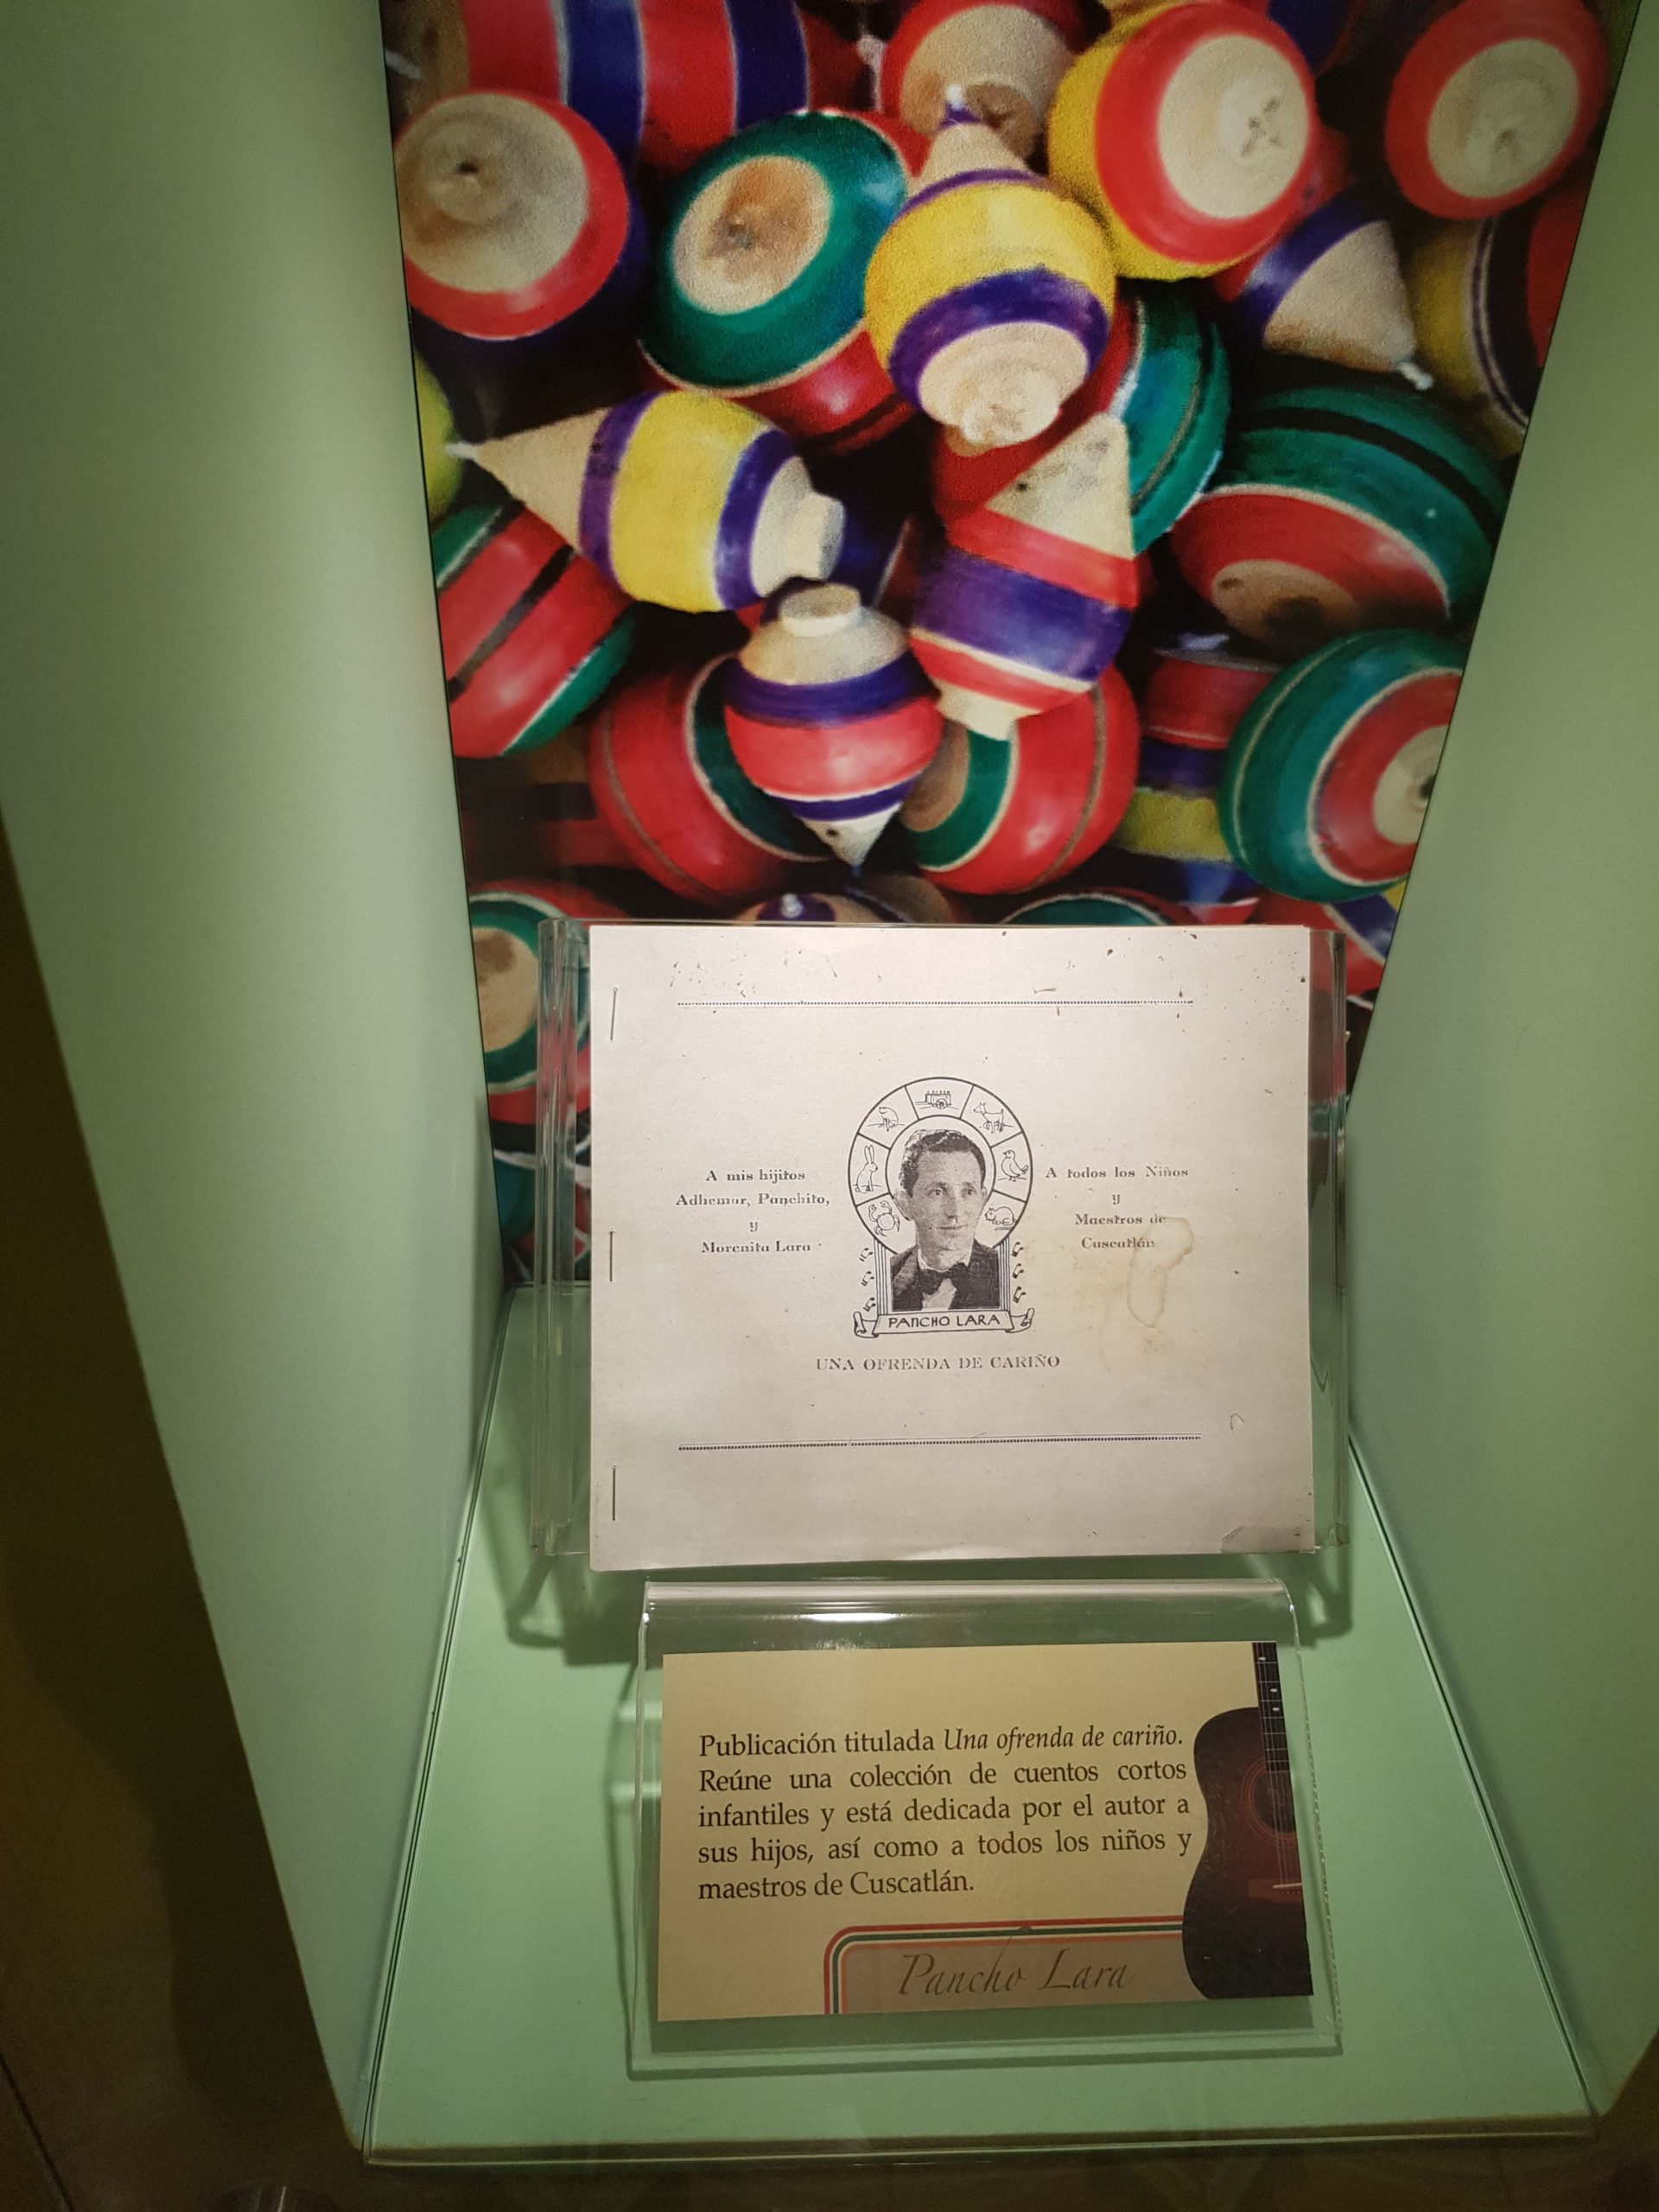 A mis hijitos
Adhemar, Panchito,
y
Morenita Lara
A todos los Niños
y
Maestros de
Cuscatlán
PANCHO LARA
UNA OFRENDA DE CARIÑO
Publicación titulada Una ofrenda de cariño.
Reúne una colección de cuentos cortos
infantiles y está dedicada por el autor a
sus hijos, así como a todos los niños y
maestros de Cuscatlán.
Pancho Lara